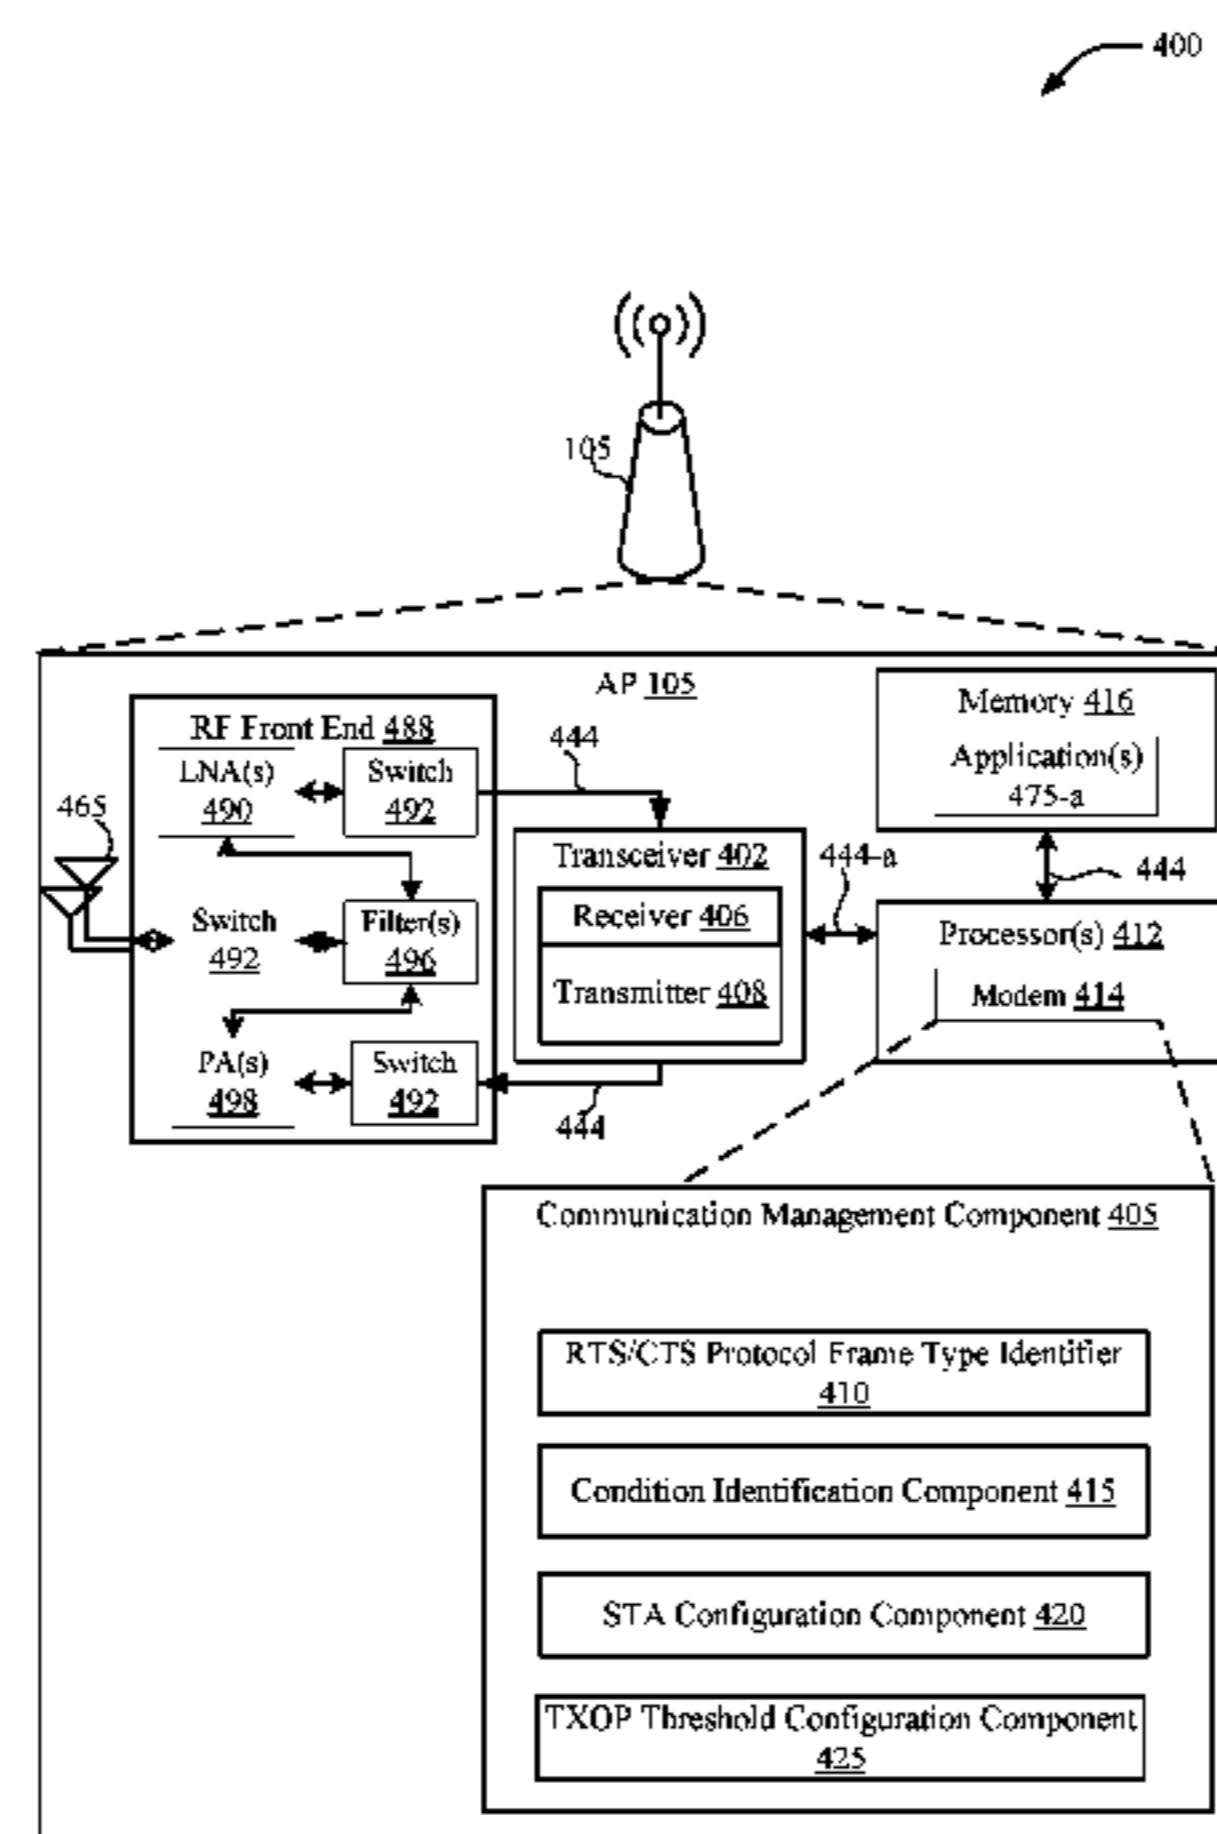 400
105
AP 105
RF Front End 488
LNA(s)
490
Switch
492
444
465
Switch
492
Filter(s)
496
PA(s)
498
Switch
492
444
Transceiver 402
Receiver 406
Transmitter 408
444-a
Memory 416
Application(s)
475-a
444
Processor(s) 412
Modem 414
Communication Management Component 405
RTS/CTS Protocol Frame Type Identifier
410
Condition Identification Component 415
STA Configuration Component 420
TXOP Threshold Configuration Component
425